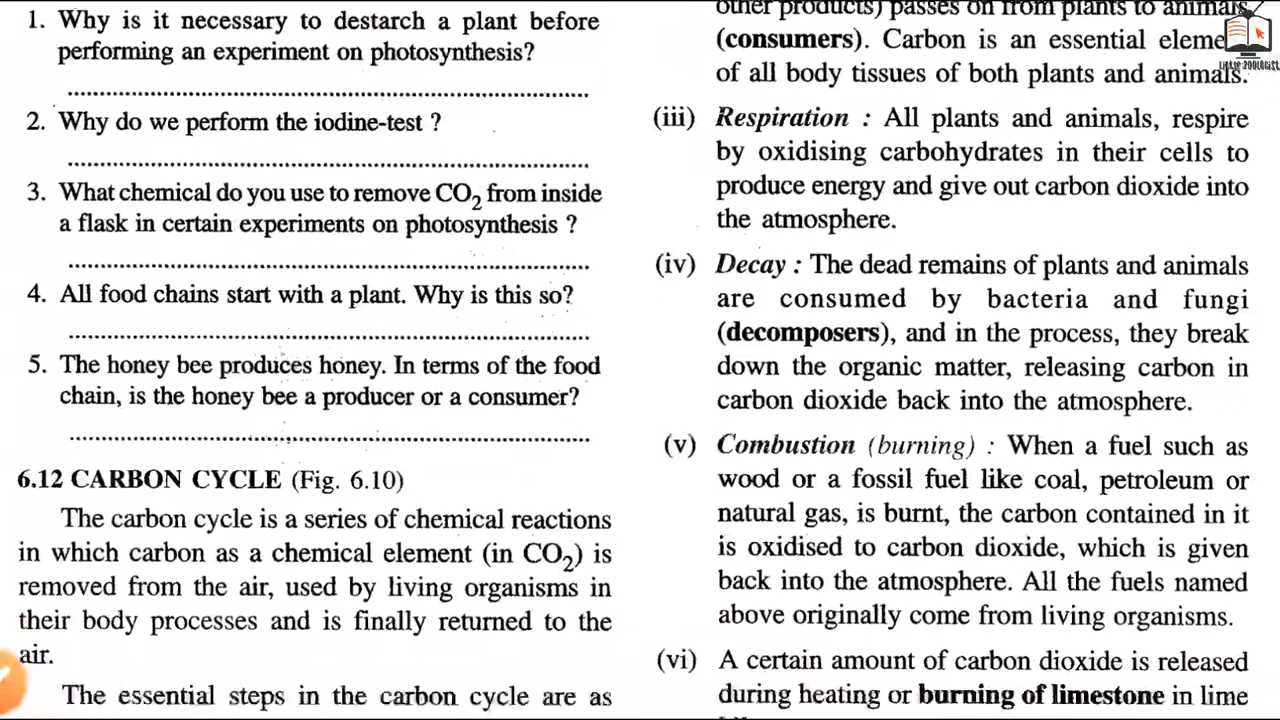 1. Why is it necessary to destarch a plant before
performing an experiment on photosynthesis?
2. Why do we perform the iodine-test ?
3. What chemical do you use to remove CO₂ from inside
a flask in certain experiments on photosynthesis ?
4. All food chains start with a plant. Why is this so?
5. The honey bee produces honey. In terms of the food
chain, is the honey bee a producer or a consumer?
6.12 CARBON CYCLE (Fig. 6.10)
The carbon cycle is a series of chemical reactions
in which carbon as a chemical element (in CO₂) is
removed from the air, used by living organisms in
their body processes and is finally returned to the
air.
The essential steps in the carbon cycle are as
other products) passes on from plants to animals
(consumers). Carbon is an essential eleme
of all body tissues of both plants and animals.
(iii) Respiration : All plants and animals, respire
by oxidising carbohydrates in their cells to
produce energy and give out carbon dioxide into
the atmosphere.
(iv) Decay : The dead remains of plants and animals
are consumed by bacteria and fungi
(decomposers), and in the process, they break
down the organic matter, releasing carbon in
carbon dioxide back into the atmosphere.
(v) Combustion (burning) : When a fuel such as
wood or a fossil fuel like coal, petroleum or
natural gas, is burnt, the carbon contained in it
is oxidised to carbon dioxide, which is given
back into the atmosphere. All the fuels named
above originally come from living organisms.
(vi) A certain amount of carbon dioxide is released
during heating or burning of limestone in lime
LITTLE ZOOLOGIST